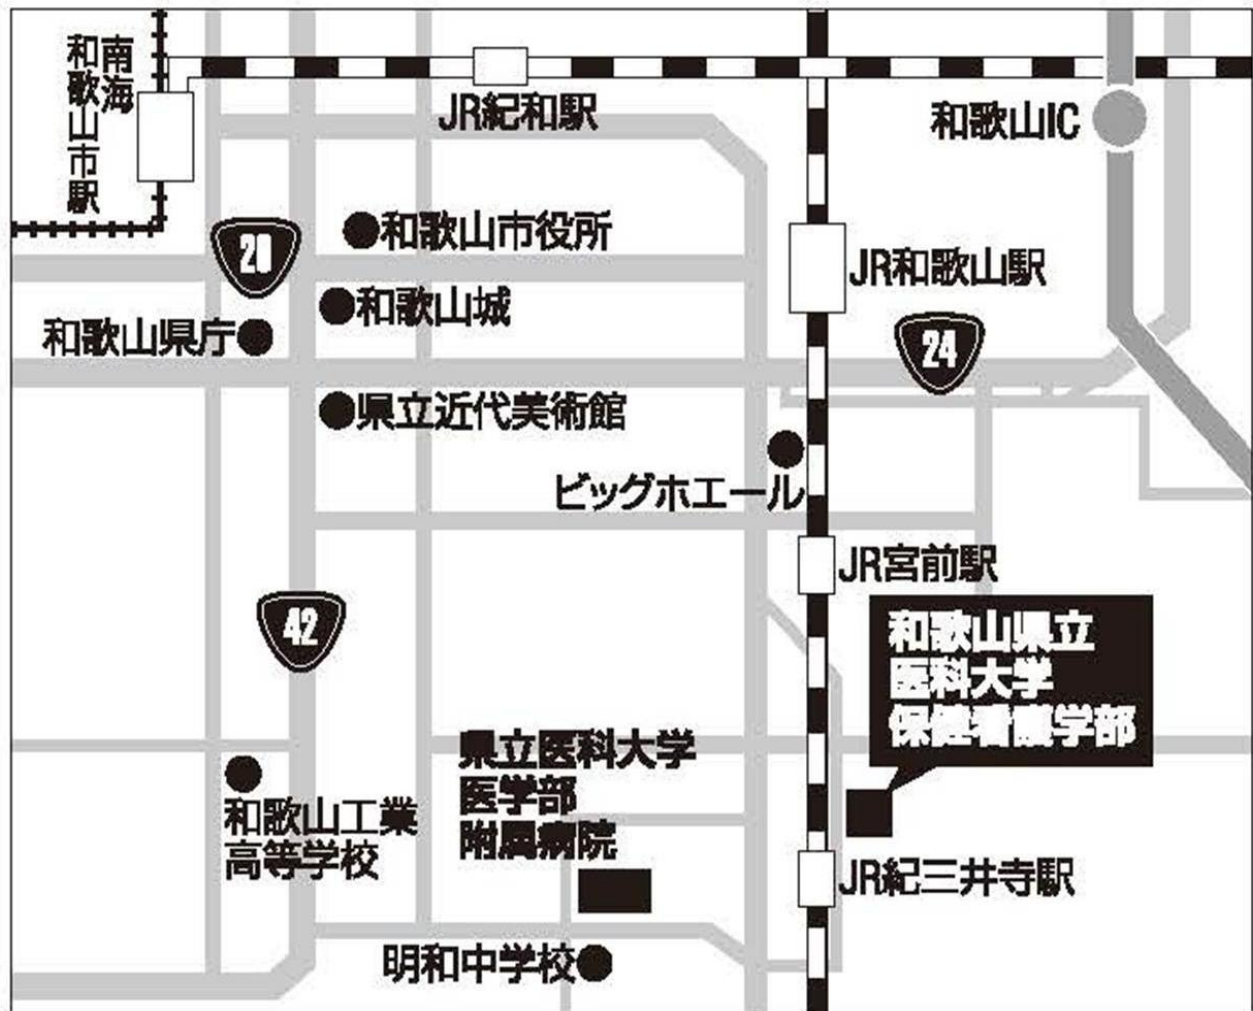 南海
和歌山市駅
JR紀和駅
和歌山IC
和歌山市役所
28
JR和歌山駅
和歌山城
和歌山県庁
24
県立近代美術館
ビッグホエール
JR宮前駅
42
和歌山県立
医科大学
保健看護学部
県立医科大学
医学部
附属病院
和歌山工業
高等学校
JR紀三井寺駅
明和中学校